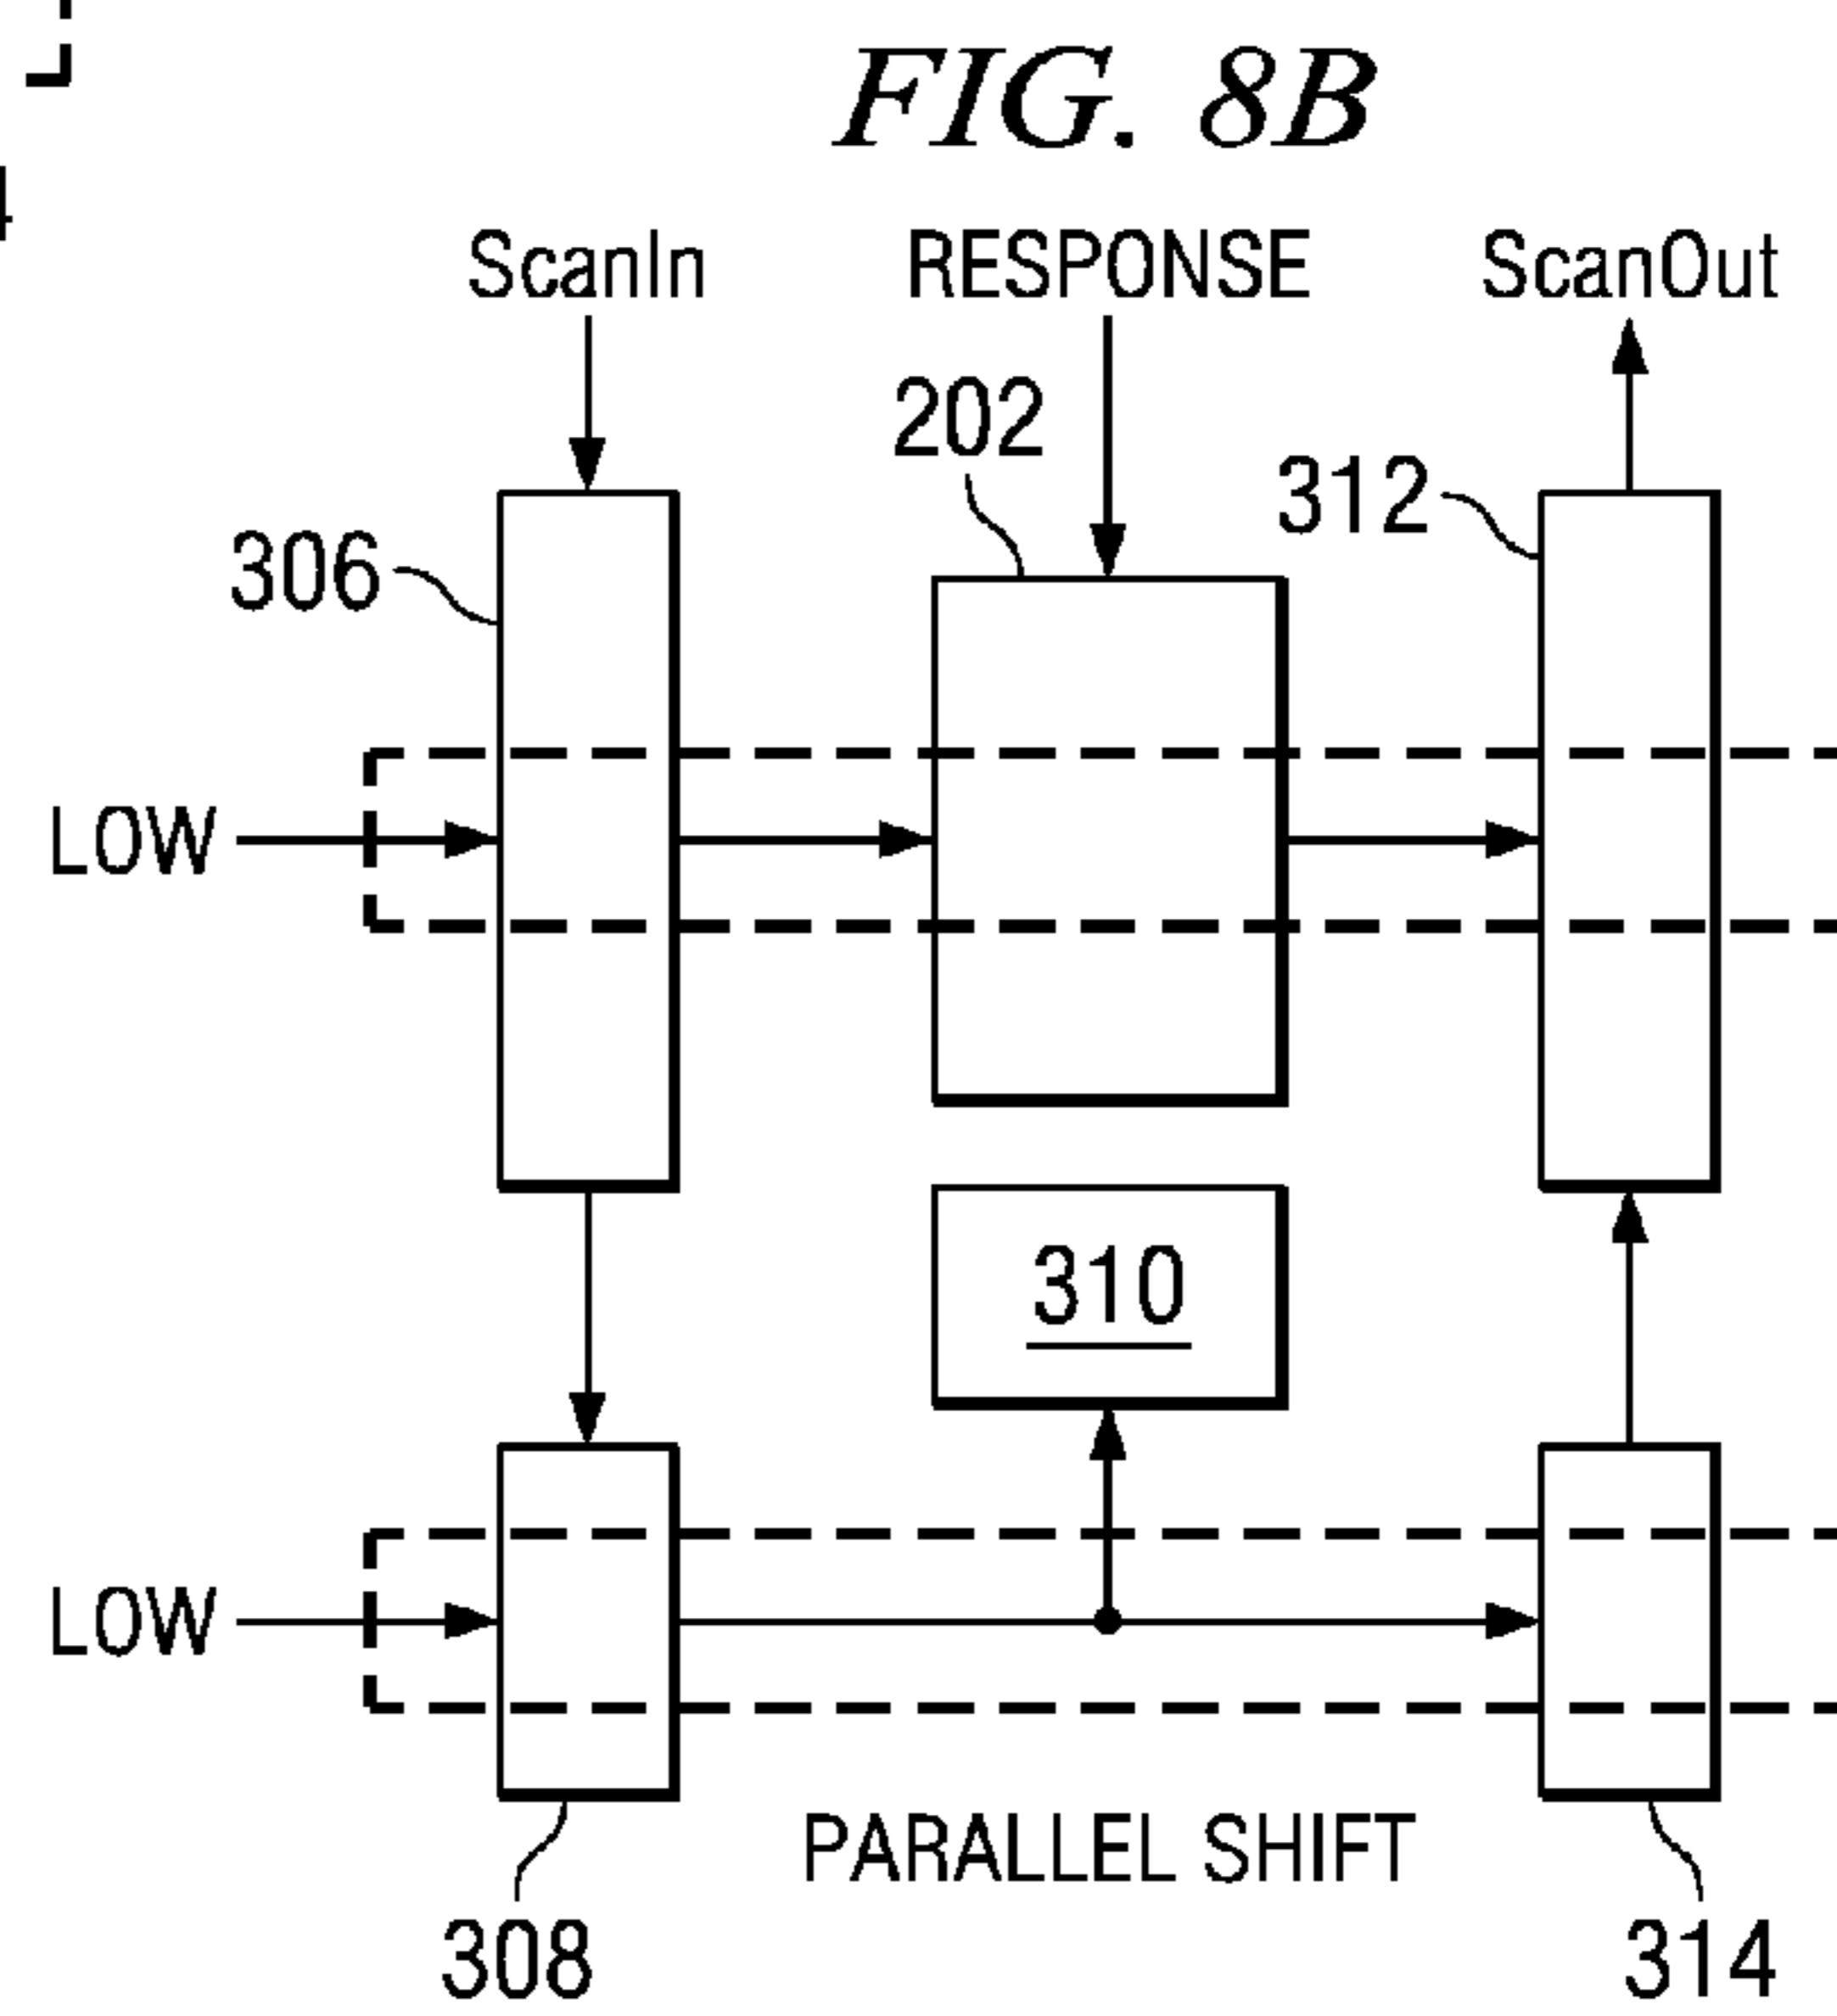 FIG. 8B
ScanIn RESPONSE ScanOut
202
312
306
LOW
310
LOW
PARALLEL SHIFT
308
314